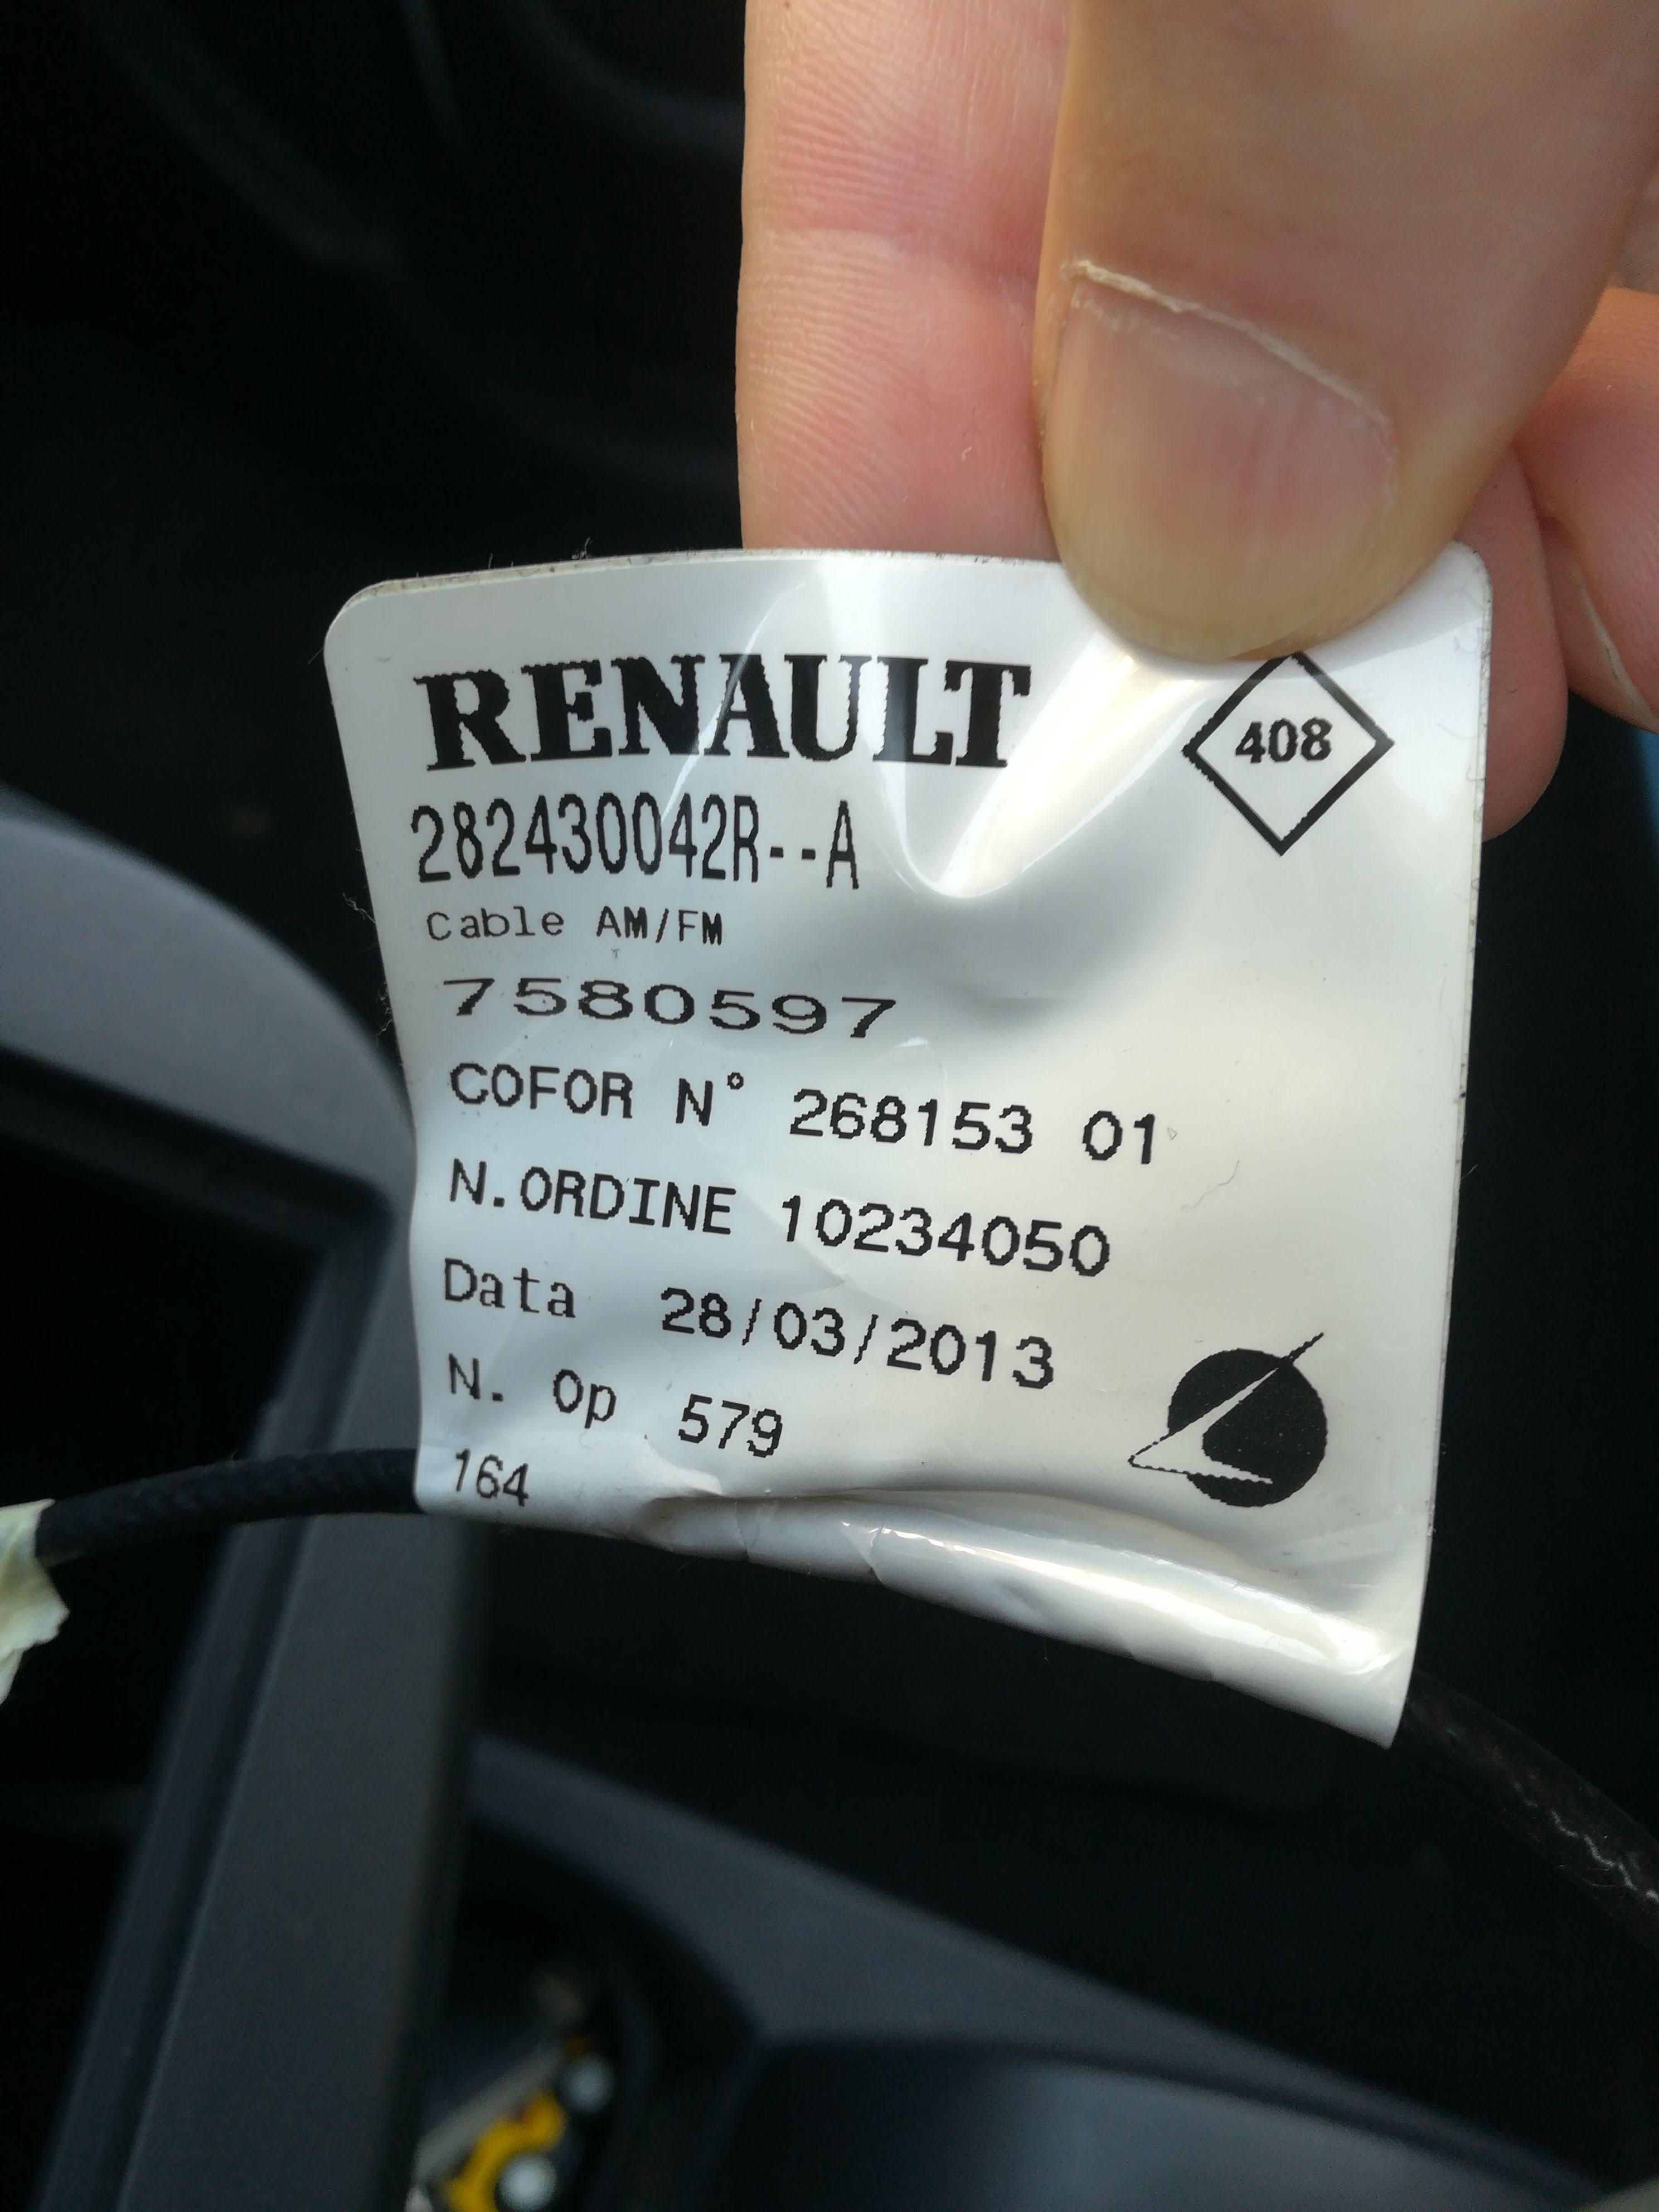 RENAULT
408
282430042R--A
Cable AM/FM
7580597
COFOR N° 268153 01
N.ORDINE 10234050
Data 28/03/2013
N. Op 579
164